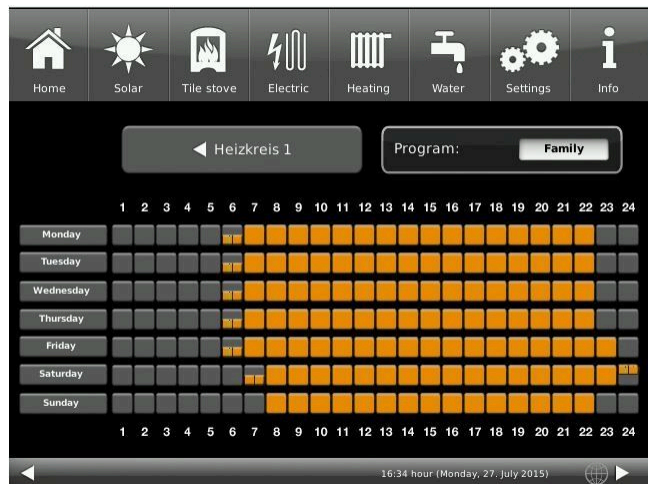 Home Solar Tile stove Electric Heating Water Settings Info
Heizkreis 1 Program: Family
1 2 3 4 5 6 7 8 9 10 11 12 13 14 15 16 17 18 19 20 21 22 23 24
Monday
Tuesday
Wednesday
Thursday
Friday
Saturday
Sunday
1 2 3 4 5 6 7 8 9 10 11 12 13 14 15 16 17 18 19 20 21 22 23 24
16:34 hour (Monday, 27. July 2015)